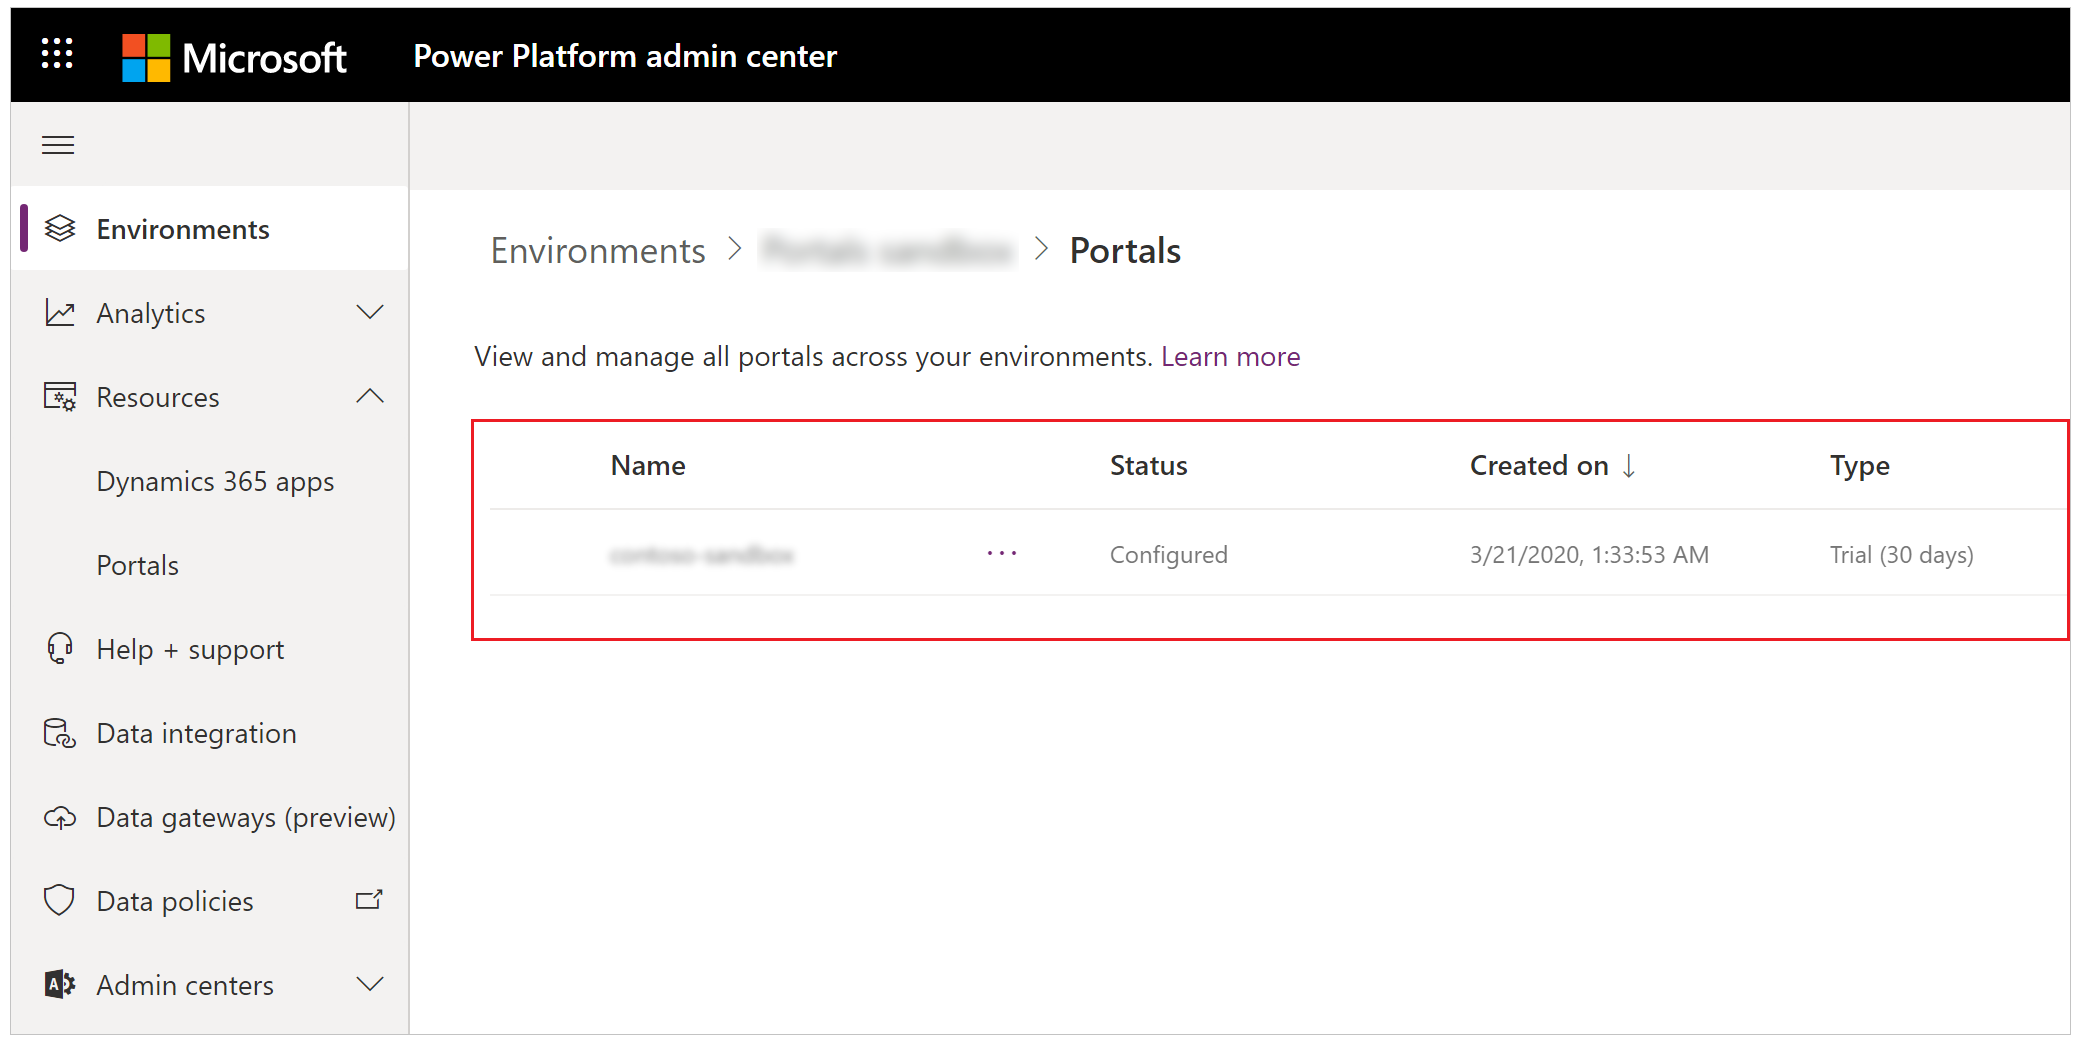 Microsoft Power Platform admin center
Environments
Analytics
Resources
Dynamics 365 apps
Portals
Help + support
Data integration
Data gateways (preview)
Data policies
Admin centers
Environments > > Portals
View and manage all portals across your environments. Learn more
Name Status Created on ↓ Type
... Configured 3/21/2020, 1:33:53 AM Trial (30 days)